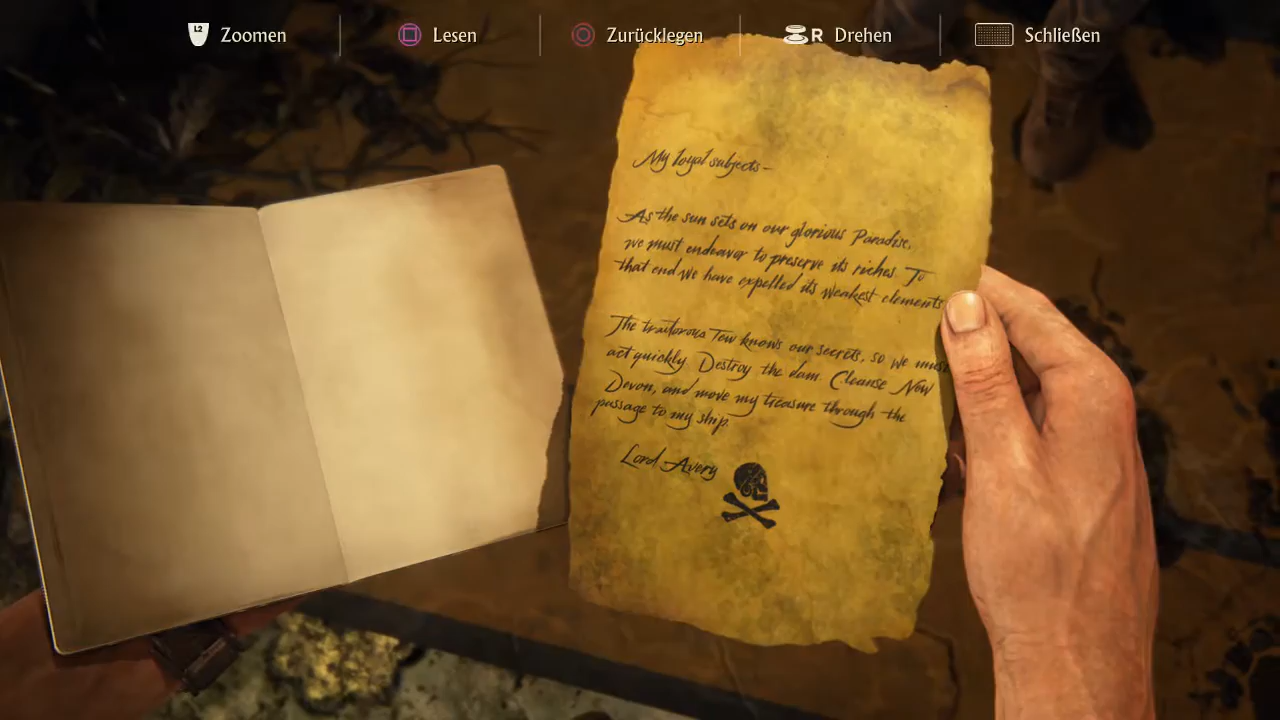 L2 Zoomen
Lesen
Zurücklegen
R Drehen
Schließen
My loyal subjects-
As the sun sets on our glorious Paradise,
we must endeavor to preserve its riches. To
that end we have expelled its weakest elements
The traitorous Tew knows our secrets, so we must
act quickly. Destroy the dam. Cleanse New
Devon, and move my treasure through the
passage to my ship.
Lord Avery